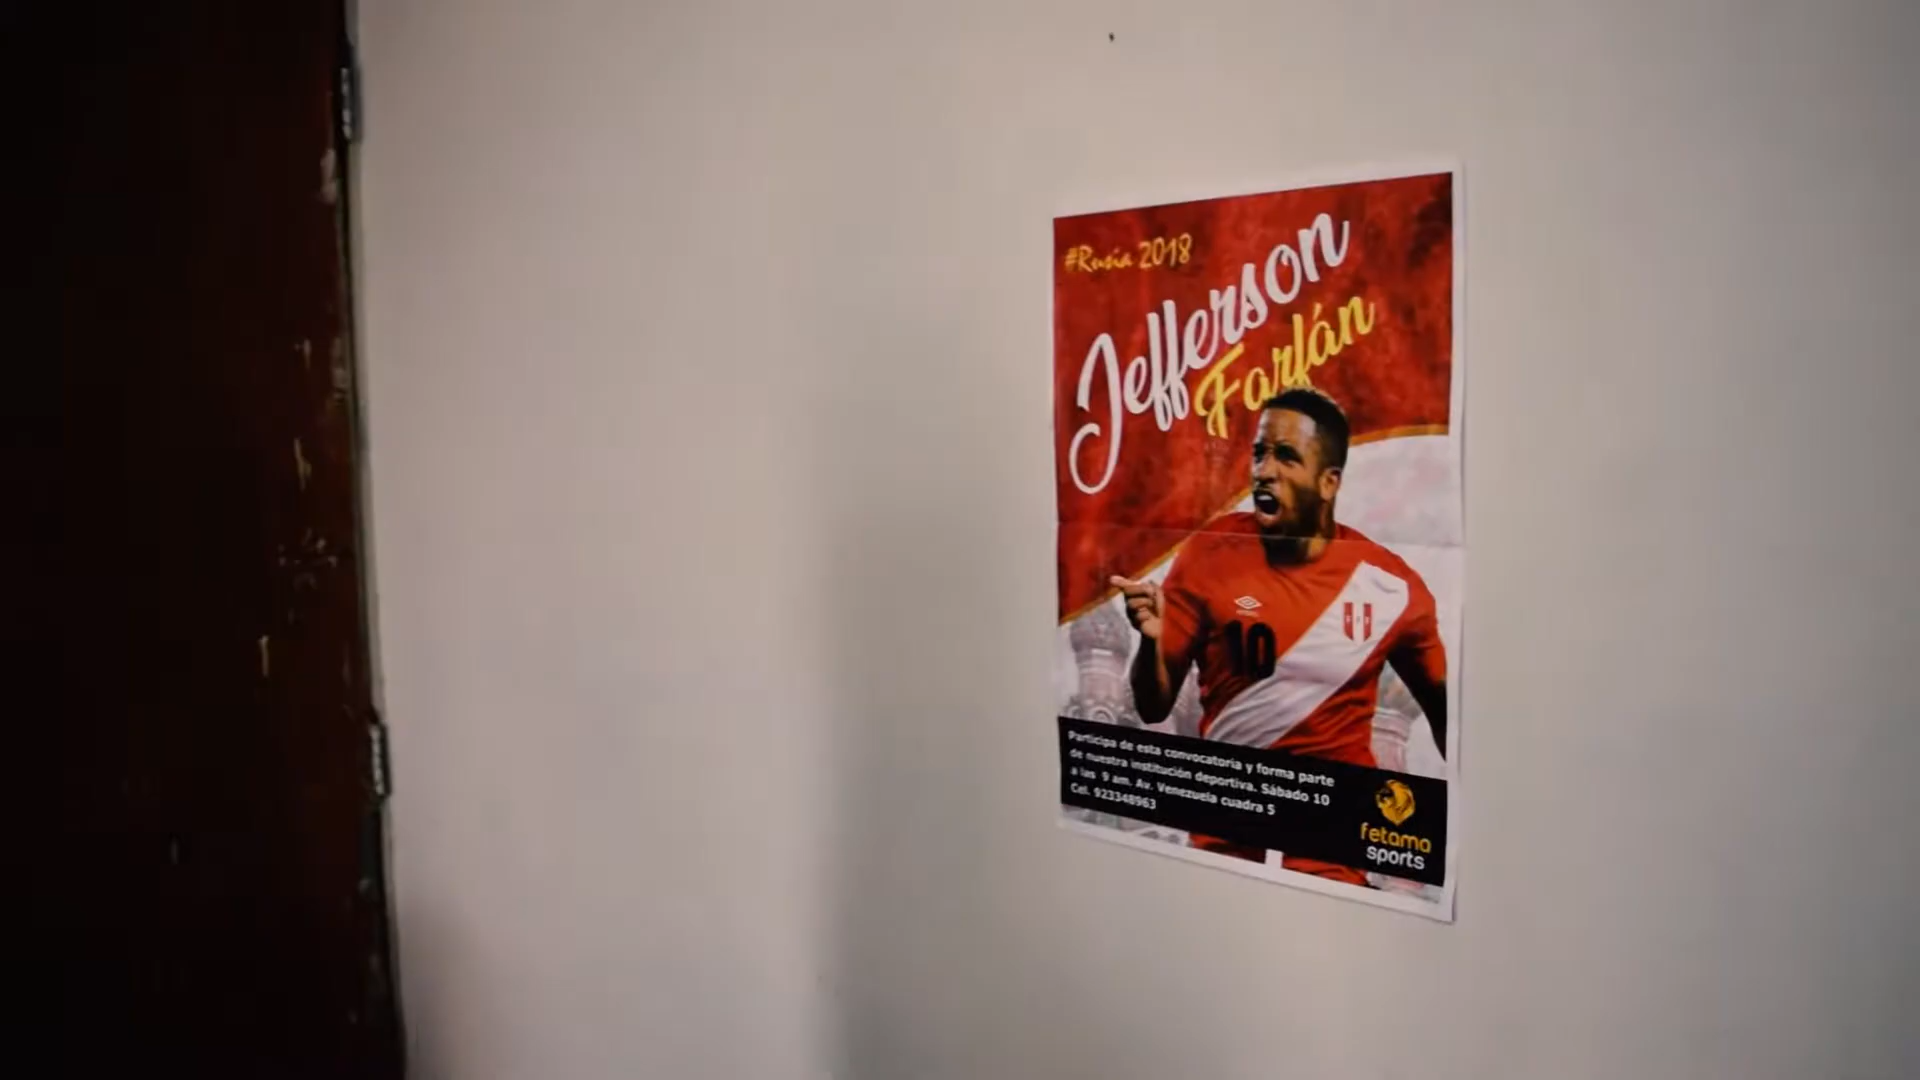 #Rusia 2018
Jefferson
Farfán
10
Participa de esta convocatoria y forma parte
de nuestra institución deportiva. Sábado 10
a las 9 am. Av. Venezuela cuadra 5
Cel. 923348963
fetama
sports